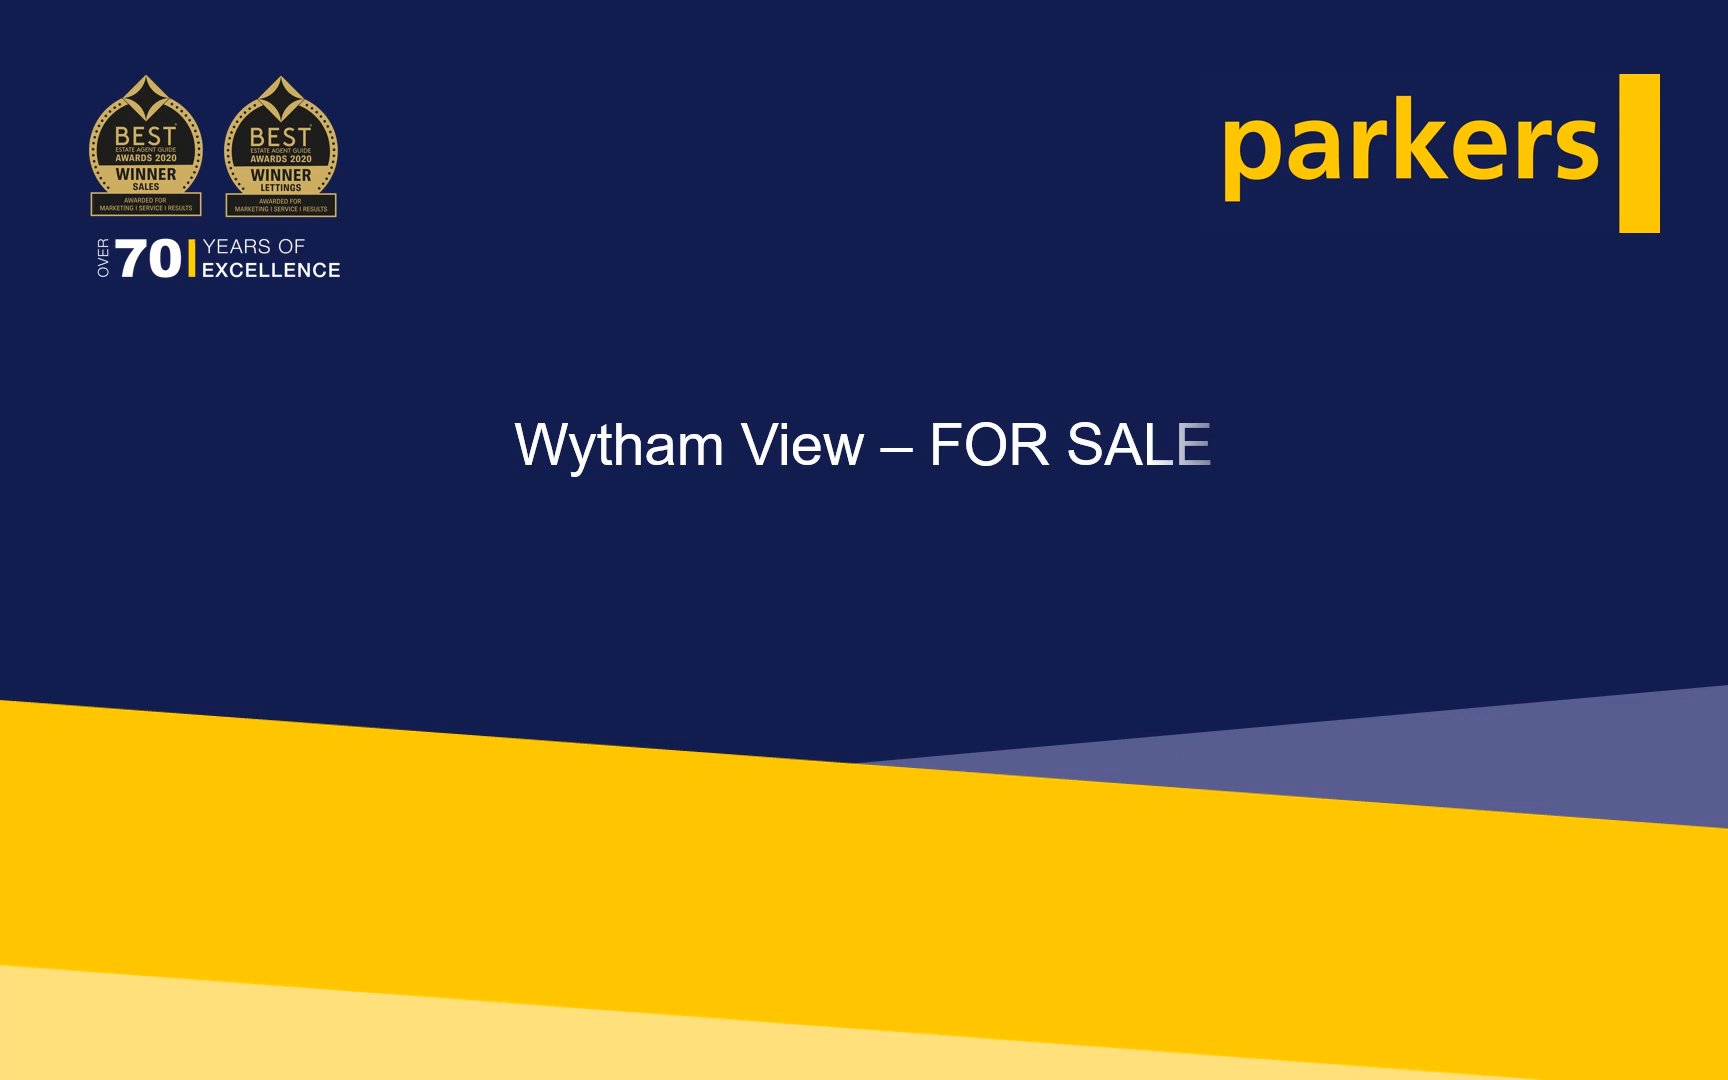 BEST
ESTATE AGENT GUIDE
AWARDS 2020
WINNER
SALES
AWARDED FOR
MARKETING | SERVICE | RESULTS
BEST
ESTATE AGENT GUIDE
AWARDS 2020
WINNER
LETTINGS
AWARDED FOR
MARKETING | SERVICE | RESULTS
OVER
70
YEARS OF
EXCELLENCE
parkers
Wytham View – FOR SALE